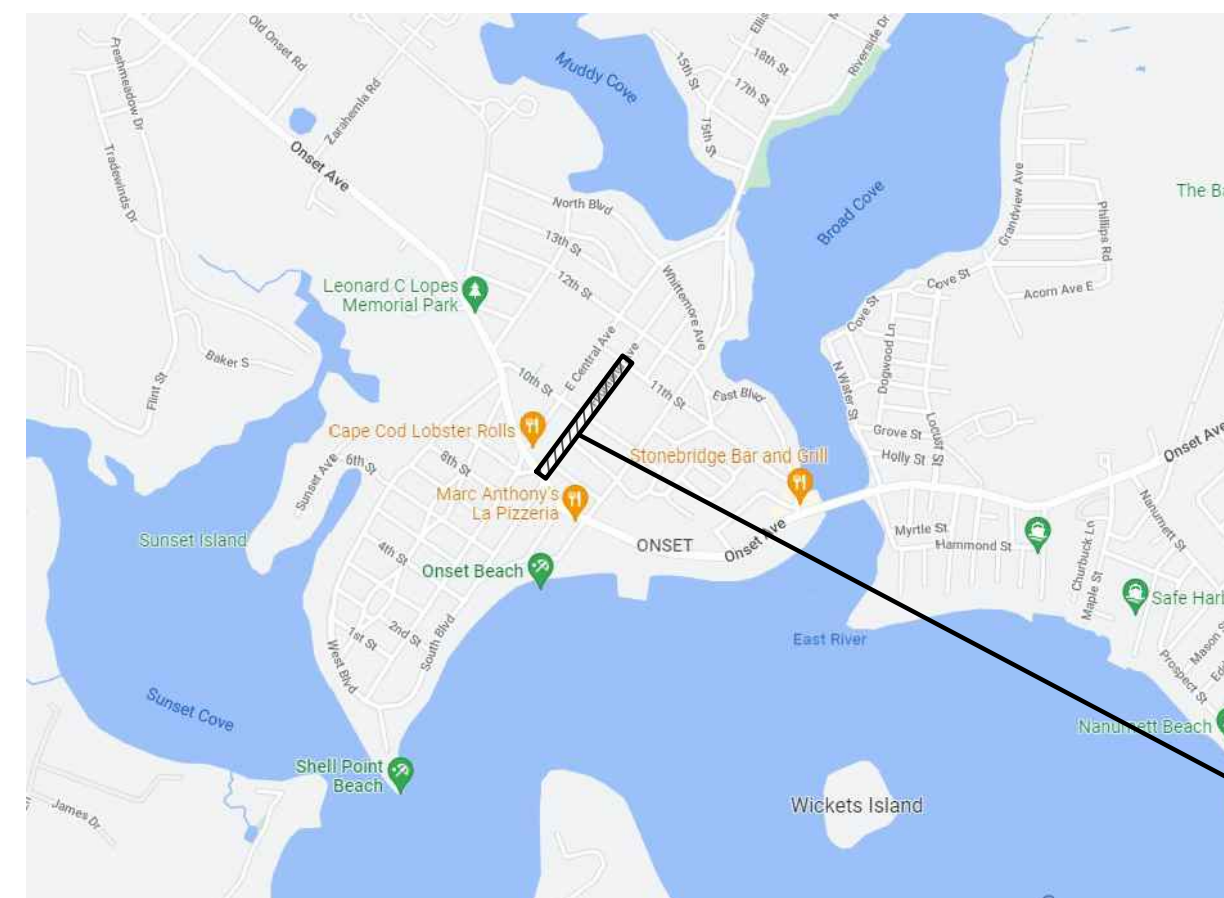 Old Onset Rd
Freshmeadow Dr
Zarahemla Rd
Tradewinds Dr
Onset Ave
Muddy Cove
Ellis
18th St
15th St
17th St
Riverside Dr
15th St
North Blvd
13th St
12th St
Broad Cove
Grandview Ave
Phillips Rd
The Ba
Leonard C Lopes
Memorial Park
Whittemore Ave
Cove St
Cove St
Acorn Ave E
Baker S
Flint St
10th St
E Central Ave
Ave
11th St
East Blvd
N Water St
Dogwood Ln
Locust St
Cape Cod Lobster Rolls
Grove St
Holly St
Onset Ave
Sunset Ave
6th St
8th St
Stonebridge Bar and Grill
Marc Anthony's
La Pizzeria
Nanumett St
Sunset Island
4th St
Onset Beach
ONSET
Onset Ave
Myrtle St
Hammond St
Churbuck Ln
Maple St
Safe Harl
1st St
2nd St
South Blvd
West Blvd
East River
Mason S
Prospect St
Sunset Cove
Nanumett Beach
Shell Point
Beach
Wickets Island
James Dr